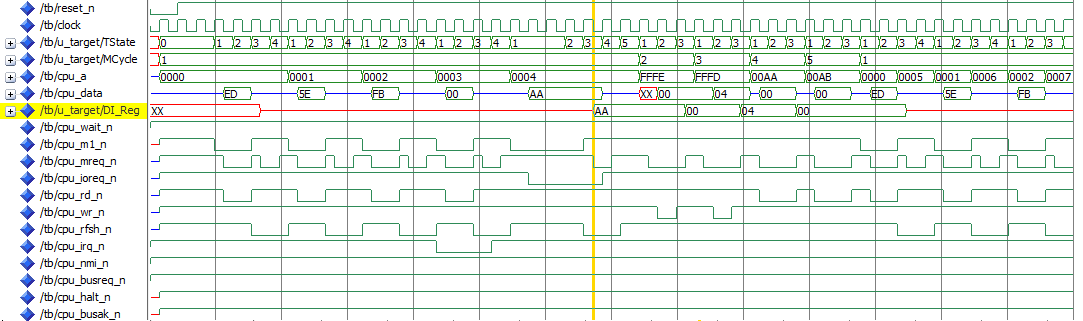 /tb/reset_n
/tb/clock
/tb/u_target/TState 0 1 2 3 4 1 2 3 4 1 2 3 4 1 2 3 4 1 2 3 4 5 1 2 3 1 2 3 1 2 3 1 2 3 1 2 3 4 1 2 3 4 1 2 3
/tb/u_target/MCycle 1 2 3 4 5 1
/tb/cpu_a 0000 0001 0002 0003 0004 FFFE FFFD 00AA 00AB 0000 0005 0001 0006 0002 0007
/tb/cpu_data ED 5E FB 00 AA XX 00 04 00 00 ED 5E FB
/tb/u_target/DI_Reg XX AA 00 04 00
/tb/cpu_wait_n
/tb/cpu_m1_n
/tb/cpu_mreq_n
/tb/cpu_ioreq_n
/tb/cpu_rd_n
/tb/cpu_wr_n
/tb/cpu_rfsh_n
/tb/cpu_irq_n
/tb/cpu_nmi_n
/tb/cpu_busreq_n
/tb/cpu_halt_n
/tb/cpu_busak_n